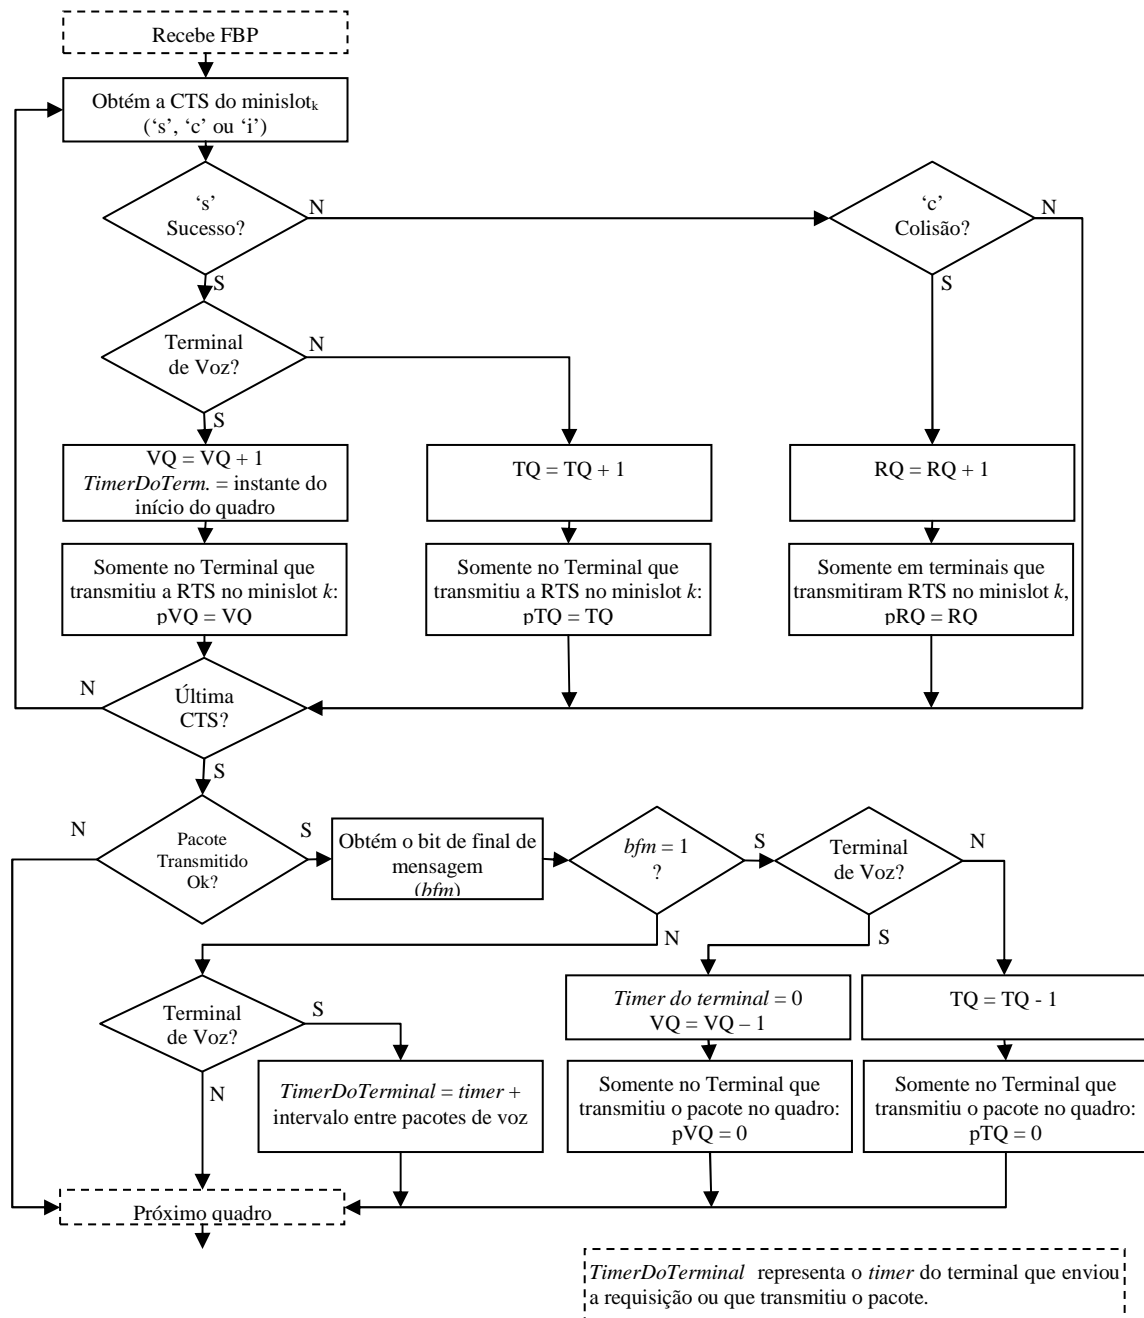 Recebe FBP
Obtém a CTS do minislotk
(‘s’, ‘c’ ou ‘i’)
‘s’
Sucesso?
N
‘c’
Colisão?
N
S
S
Terminal
de Voz?
N
S
VQ = VQ + 1
TimerDoTerm. = instante do
início do quadro
TQ = TQ + 1
RQ = RQ + 1
Somente no Terminal que
transmitiu a RTS no minislot k:
pVQ = VQ
Somente no Terminal que
transmitiu a RTS no minislot k:
pTQ = TQ
Somente em terminais que
transmitiram RTS no minislot k,
pRQ = RQ
N
Última
CTS?
S
N
Pacote
Transmitido
Ok?
S
Obtém o bit de final de
mensagem
(bfm)
bfm = 1
?
S
Terminal
de Voz?
N
N
S
Terminal
de Voz?
S
N
Timer do terminal = 0
VQ = VQ – 1
TQ = TQ - 1
TimerDoTerminal = timer +
intervalo entre pacotes de voz
Somente no Terminal que
transmitiu o pacote no quadro:
pVQ = 0
Somente no Terminal que
transmitiu o pacote no quadro:
pTQ = 0
Próximo quadro
TimerDoTerminal representa o timer do terminal que enviou
a requisição ou que transmitiu o pacote.